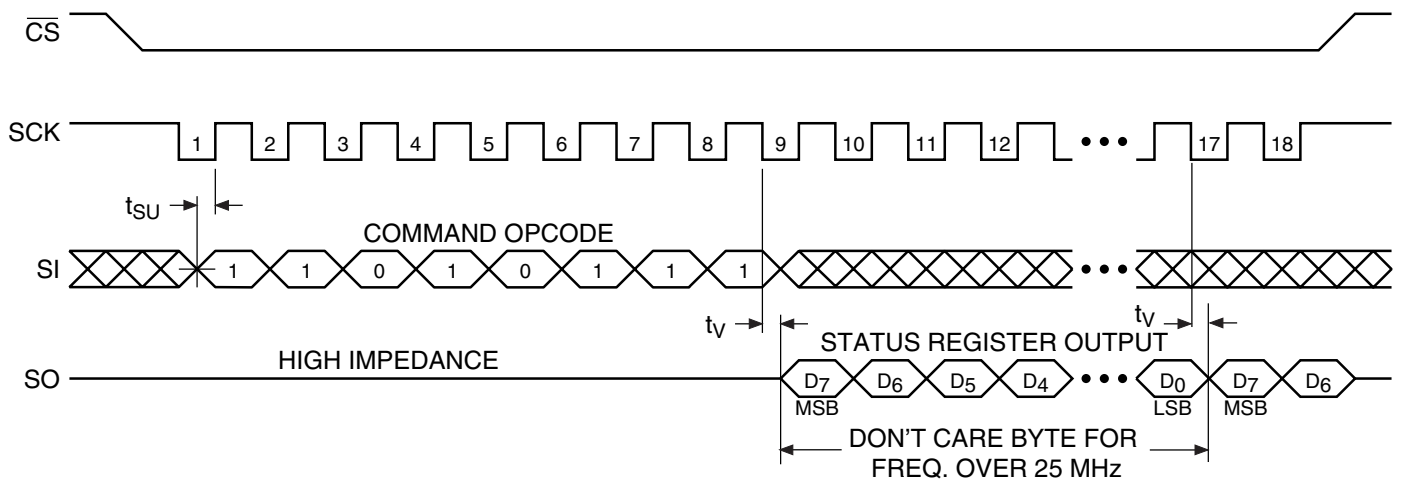 CS
SCK 1 2 3 4 5 6 7 8 9 10 11 12 ••• 17 18
tSU
COMMAND OPCODE
SI 1 1 0 1 0 1 1 1 •••
tV tV
STATUS REGISTER OUTPUT
HIGH IMPEDANCE
SO D7 D6 D5 D4 ••• D0 D7 D6
MSB LSB MSB
DON'T CARE BYTE FOR
FREQ. OVER 25 MHz